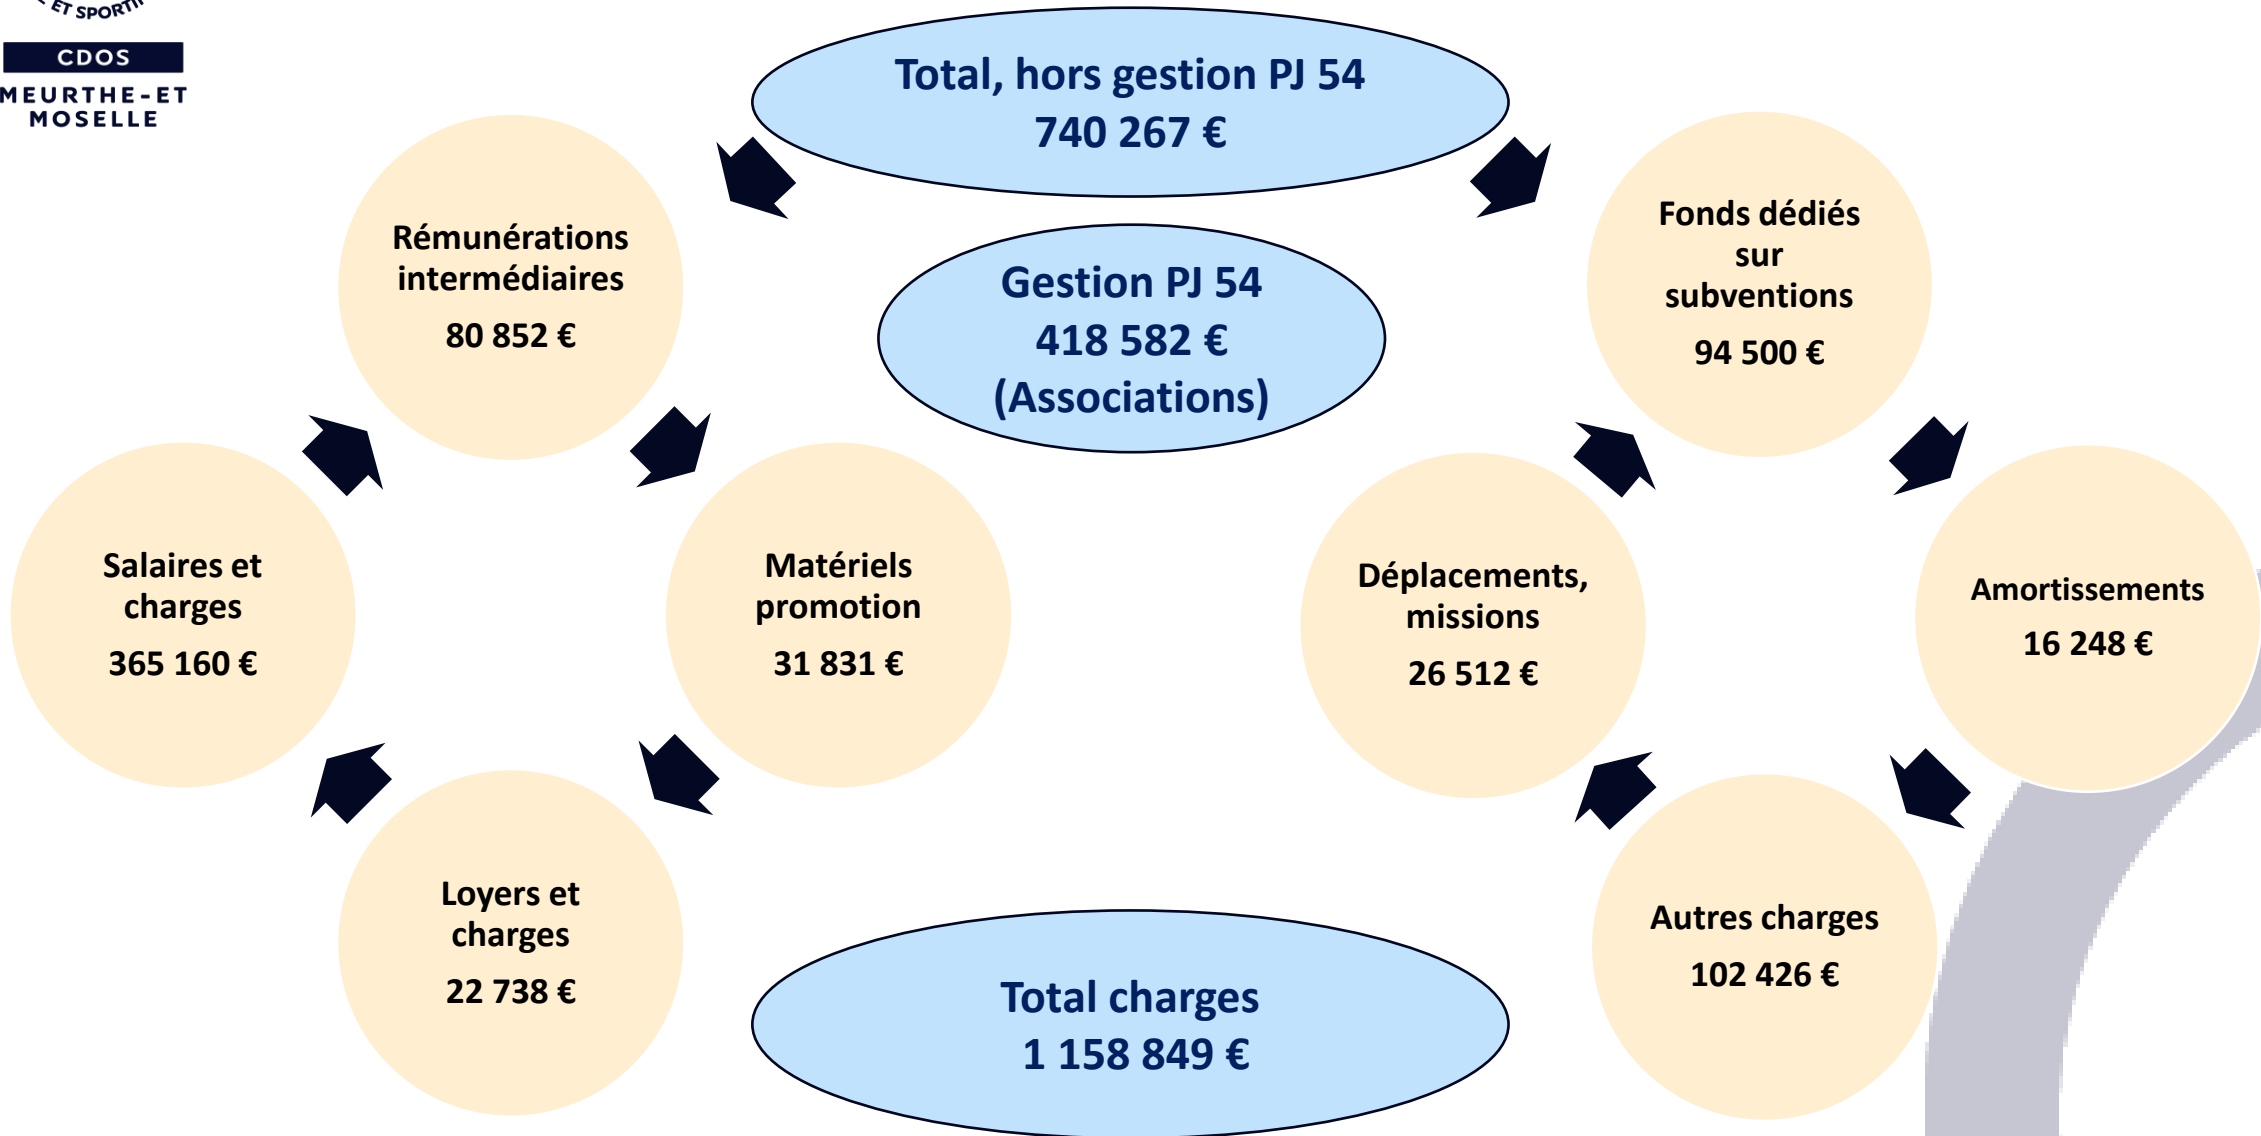 ET SPORTIF
CDOS
MEURTHE-ET
MOSELLE
Total, hors gestion PJ 54
740 267 €
Gestion PJ 54
418 582 €
(Associations)
Rémunérations
intermédiaires
80 852 €
Salaires et
charges
365 160 €
Matériels
promotion
31 831 €
Loyers et
charges
22 738 €
Fonds dédiés
sur
subventions
94 500 €
Déplacements,
missions
26 512 €
Amortissements
16 248 €
Autres charges
102 426 €
Total charges
1 158 849 €